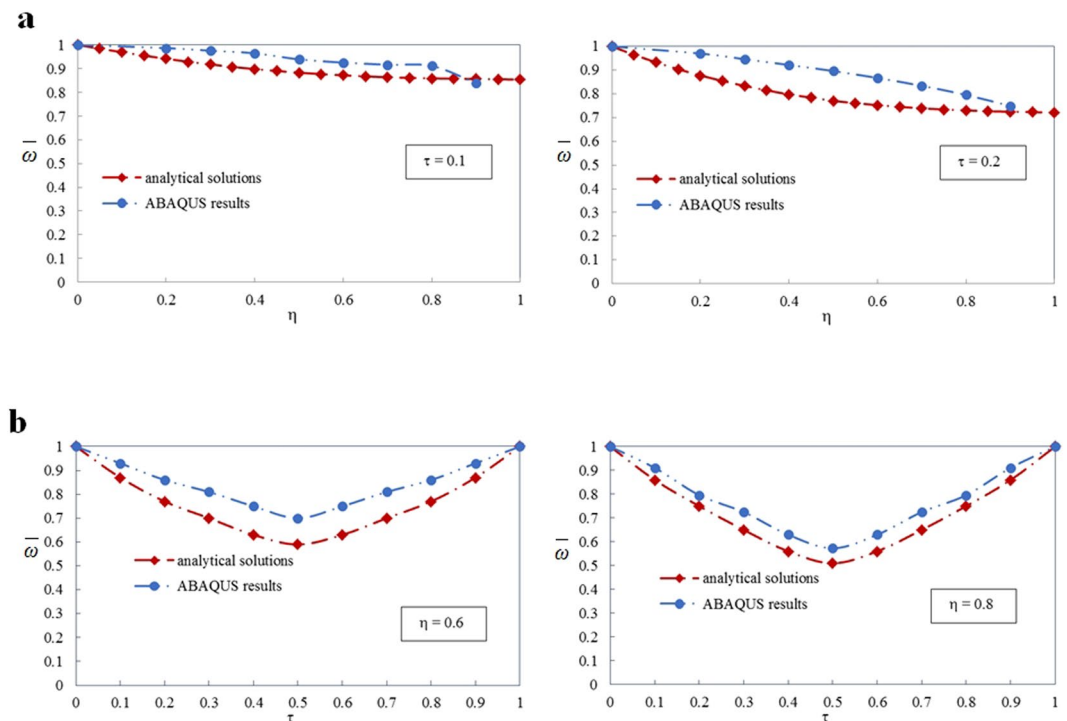 a
1
0.9
0.8
0.7
0.6
0.5
0.4
0.3
0.2
0.1
0
ω̄
τ = 0.1
analytical solutions
ABAQUS results
0 0.2 0.4 0.6 0.8 1
η
1
0.9
0.8
0.7
0.6
0.5
0.4
0.3
0.2
0.1
0
ω̄
τ = 0.2
analytical solutions
ABAQUS results
0 0.2 0.4 0.6 0.8 1
η
b
1
0.9
0.8
0.7
0.6
0.5
0.4
0.3
0.2
0.1
0
ω̄
analytical solutions
ABAQUS results
η = 0.6
0 0.1 0.2 0.3 0.4 0.5 0.6 0.7 0.8 0.9 1
τ
1
0.9
0.8
0.7
0.6
0.5
0.4
0.3
0.2
0.1
0
ω̄
analytical solutions
ABAQUS results
η = 0.8
0 0.1 0.2 0.3 0.4 0.5 0.6 0.7 0.8 0.9 1
τ